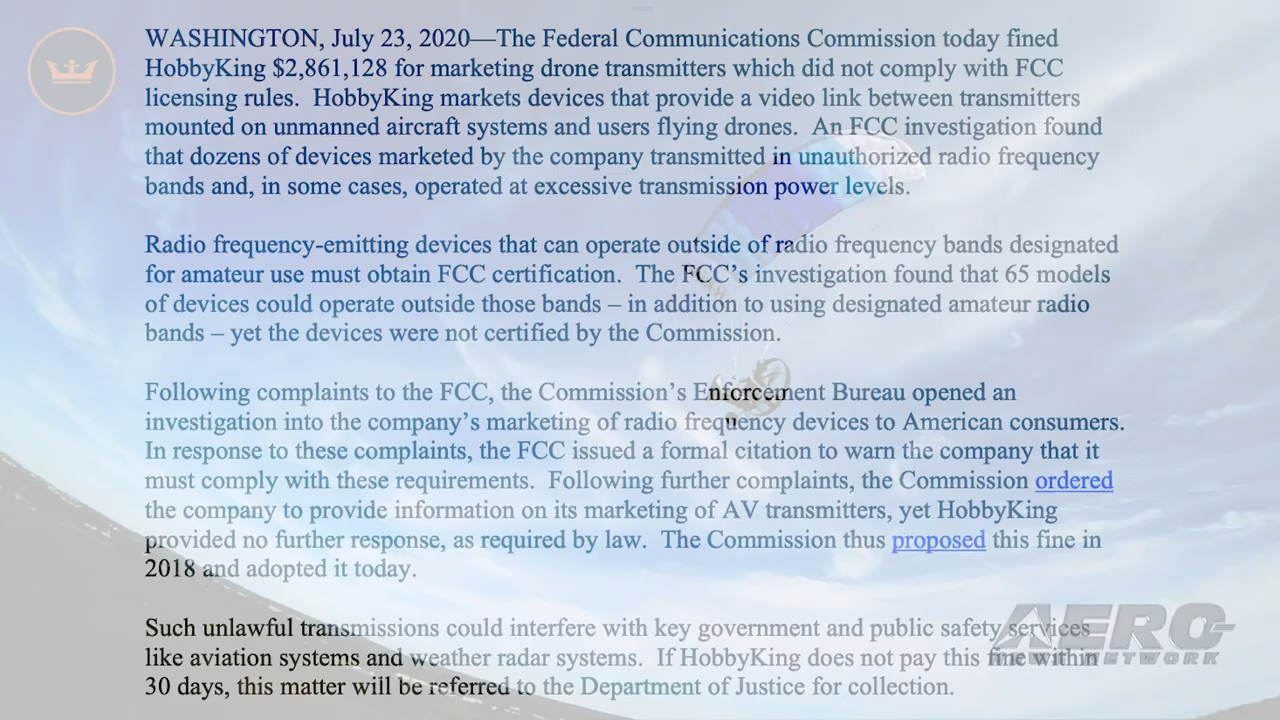 WASHINGTON, July 23, 2020—The Federal Communications Commission today fined
HobbyKing $2,861,128 for marketing drone transmitters which did not comply with FCC
licensing rules.  HobbyKing markets devices that provide a video link between transmitters
mounted on unmanned aircraft systems and users flying drones.  An FCC investigation found
that dozens of devices marketed by the company transmitted in unauthorized radio frequency
bands and, in some cases, operated at excessive transmission power levels.
Radio frequency-emitting devices that can operate outside of radio frequency bands designated
for amateur use must obtain FCC certification.  The FCC’s investigation found that 65 models
of devices could operate outside those bands – in addition to using designated amateur radio
bands – yet the devices were not certified by the Commission.
Following complaints to the FCC, the Commission’s Enforcement Bureau opened an
investigation into the company’s marketing of radio frequency devices to American consumers.
In response to these complaints, the FCC issued a formal citation to warn the company that it
must comply with these requirements.  Following further complaints, the Commission ordered
the company to provide information on its marketing of AV transmitters, yet HobbyKing
provided no further response, as required by law.  The Commission thus proposed this fine in
2018 and adopted it today.
Such unlawful transmissions could interfere with key government and public safety services
like aviation systems and weather radar systems.  If HobbyKing does not pay this fine within
30 days, this matter will be referred to the Department of Justice for collection.
AERO
NETWORK